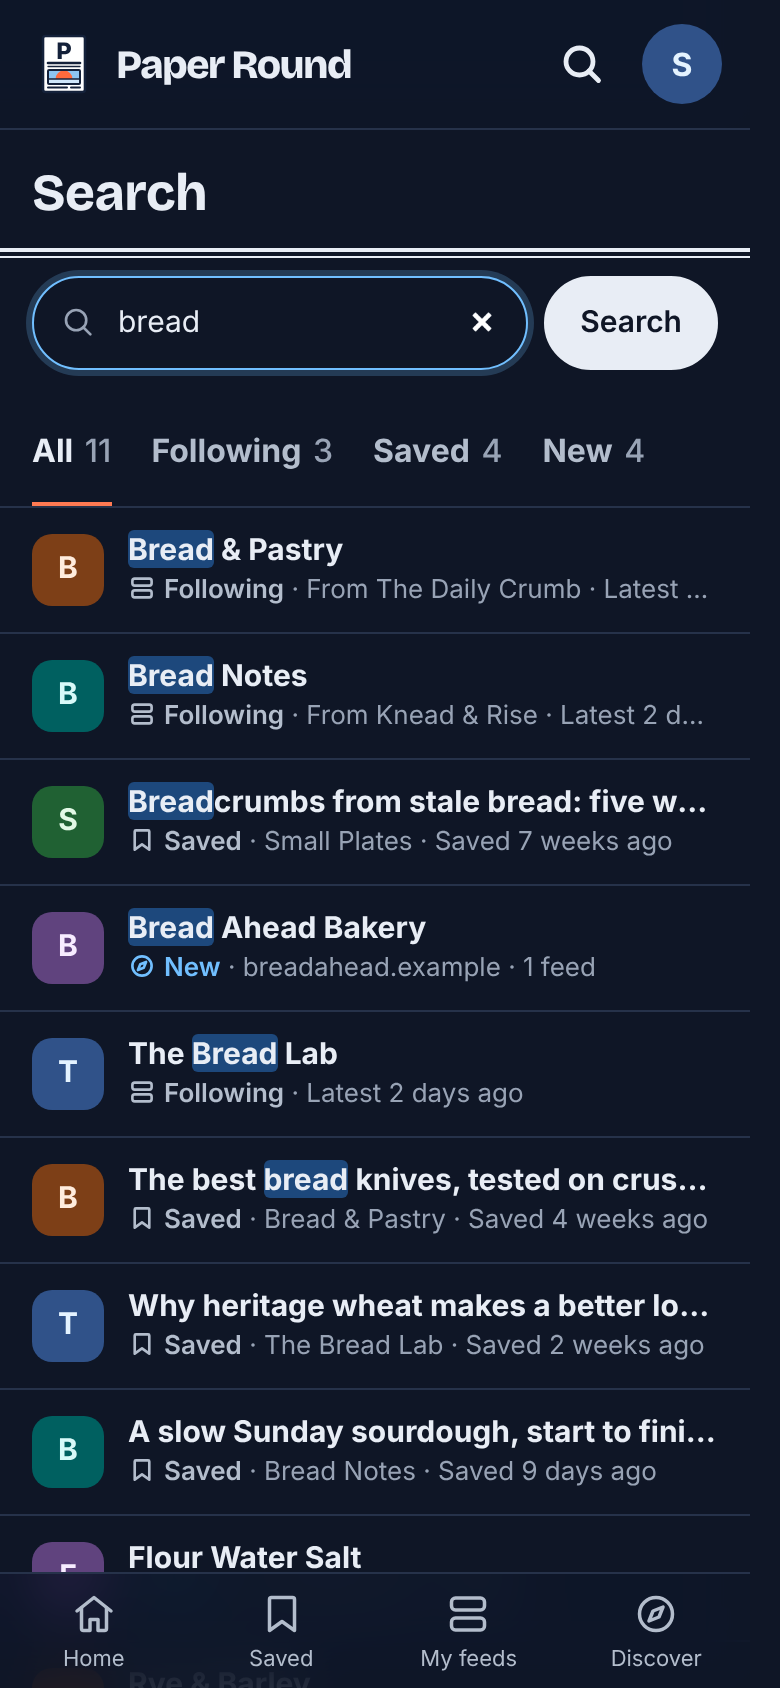 P
Paper Round
S
Search
bread
Search
All 11 Following 3 Saved 4 New 4
B
Bread & Pastry
Following · From The Daily Crumb · Latest ...
B
Bread Notes
Following · From Knead & Rise · Latest 2 d...
S
Breadcrumbs from stale bread: five w...
Saved · Small Plates · Saved 7 weeks ago
B
Bread Ahead Bakery
New · breadahead.example · 1 feed
T
The Bread Lab
Following · Latest 2 days ago
B
The best bread knives, tested on crus...
Saved · Bread & Pastry · Saved 4 weeks ago
T
Why heritage wheat makes a better lo...
Saved · The Bread Lab · Saved 2 weeks ago
B
A slow Sunday sourdough, start to fini...
Saved · Bread Notes · Saved 9 days ago
Flour Water Salt
Rye & Barley
Home Saved My feeds Discover